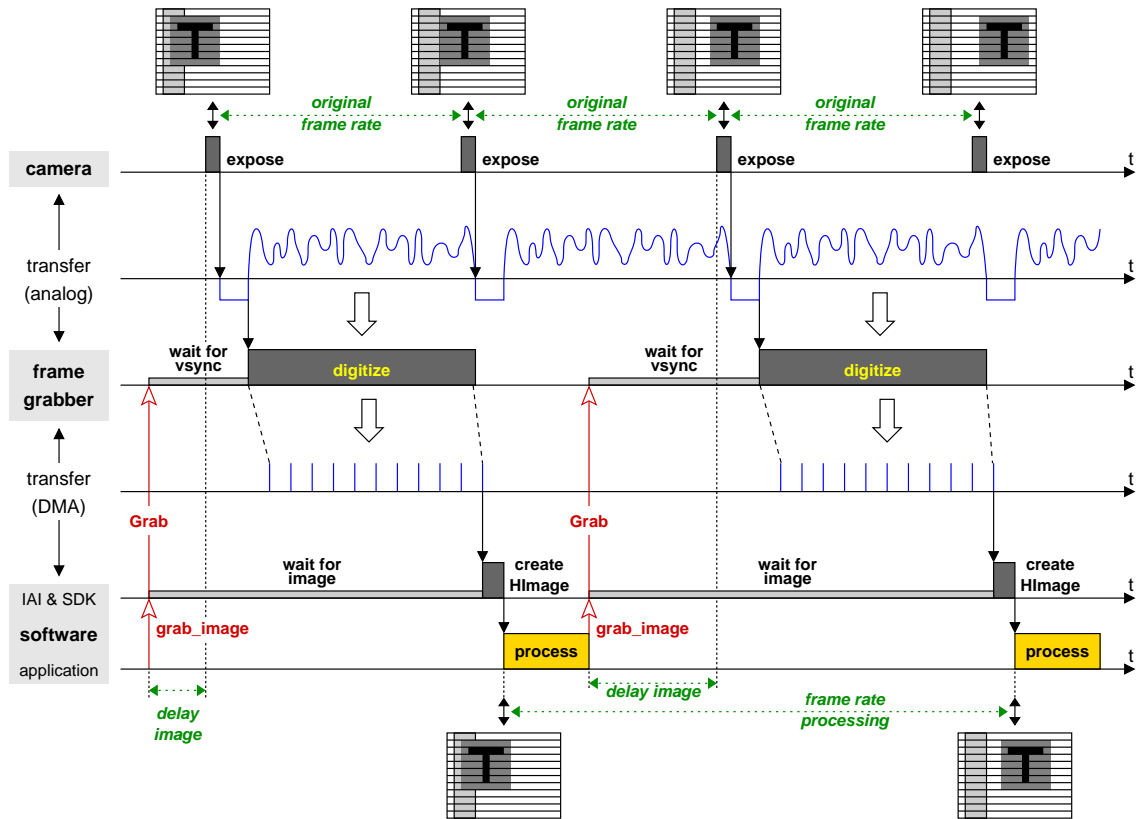 T T T T
original original original
frame rate frame rate frame rate
expose expose expose expose t
camera
transfer
(analog) t
wait for wait for
vsync vsync
digitize digitize t
frame
grabber
transfer
(DMA) t
Grab Grab
wait for create wait for create
image HImage image HImage
IAI & SDK t
grab_image grab_image
software
process process
application t
delay image frame rate
delay processing
image
T T